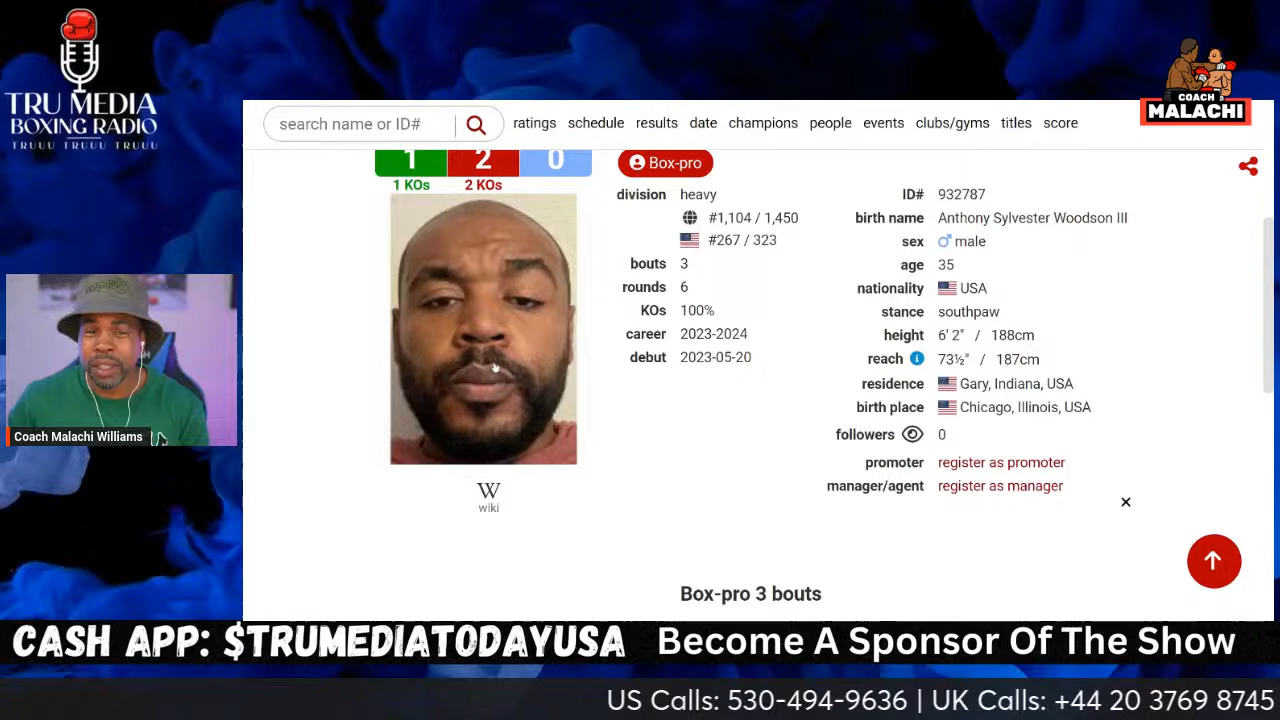 TRU MEDIA
BOXING RADIO
TRUUU TRUUU TRUUU
COACH
MALACHI
search name or ID#
ratings schedule results date champions people events clubs/gyms titles score
1 2 0
1 KOs 2 KOs
Box-pro
division heavy
#1,104 / 1,450
#267 / 323
bouts 3
rounds 6
KOs 100%
career 2023-2024
debut 2023-05-20
ID# 932787
birth name Anthony Sylvester Woodson III
sex ♂ male
age 35
nationality USA
stance southpaw
height 6' 2" / 188cm
reach i 73½" / 187cm
residence Gary, Indiana, USA
birth place Chicago, Illinois, USA
followers 0
promoter register as promoter
manager/agent register as manager
W
wiki
Box-pro 3 bouts
Coach Malachi Williams
CASH APP: $TRUMEDIATODAYUSA Become A Sponsor Of The Show
US Calls: 530-494-9636 | UK Calls: +44 20 3769 8745